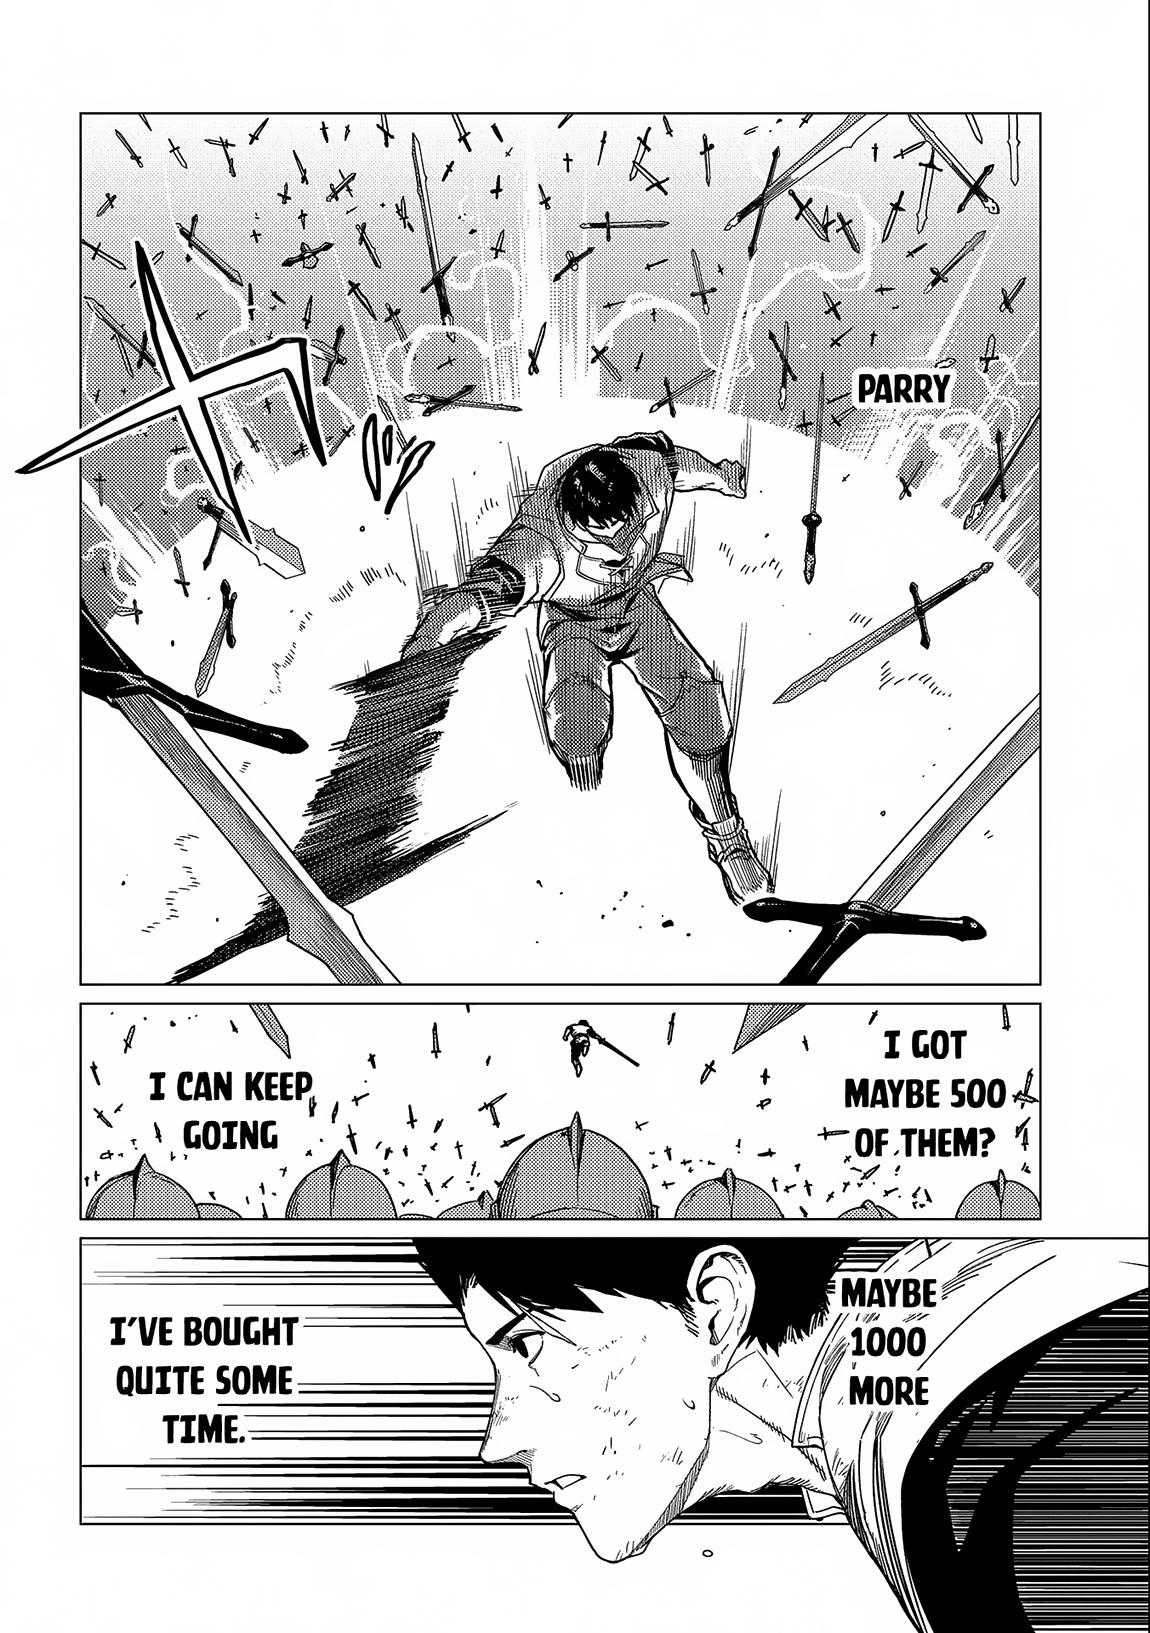 PARRY
I GOT
MAYBE 500
OF THEM?
I CAN KEEP
GOING
MAYBE
1000
MORE
I'VE BOUGHT
QUITE SOME
TIME.